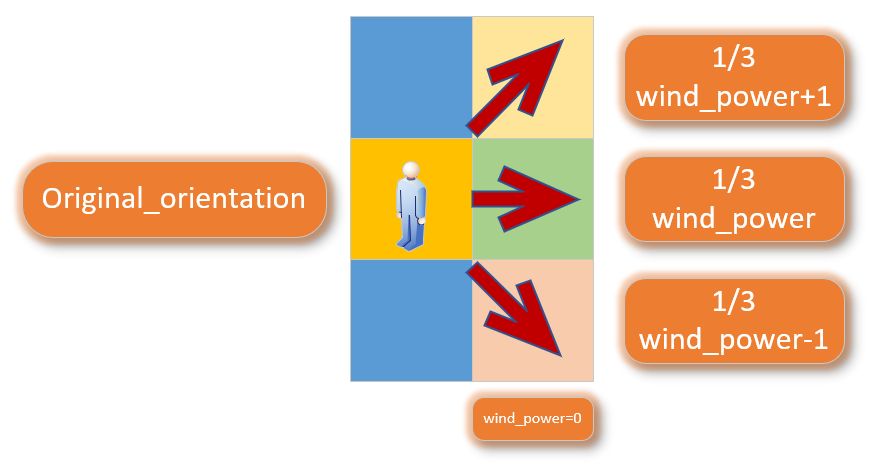 1/3
wind_power+1
Original_orientation
1/3
wind_power
1/3
wind_power-1
wind_power=0